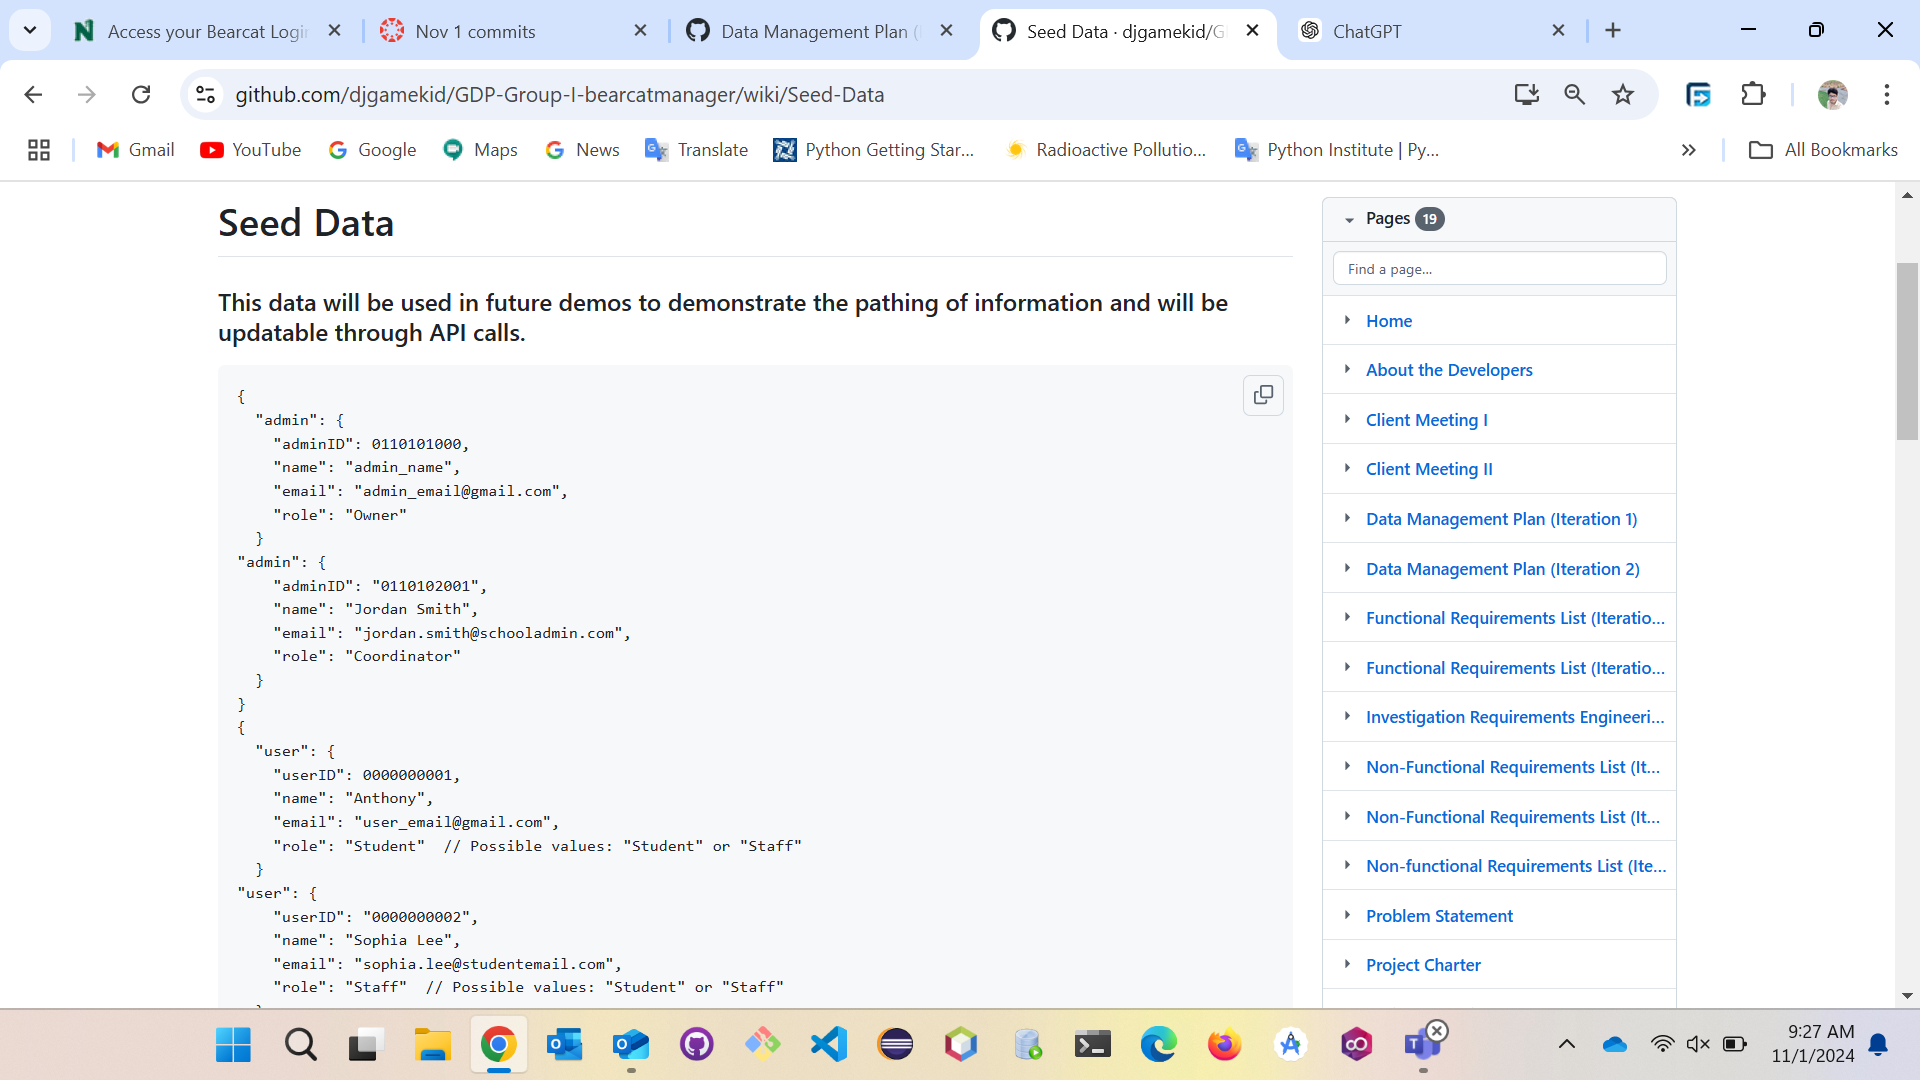 Access your Bearcat Login
Nov 1 commits
Data Management Plan (
Seed Data · djgamekid/G
ChatGPT
github.com/djgamekid/GDP-Group-I-bearcatmanager/wiki/Seed-Data
Gmail
YouTube
Google
Maps
News
Translate
Python Getting Star...
Radioactive Pollutio...
Python Institute | Py...
»
All Bookmarks
Seed Data
This data will be used in future demos to demonstrate the pathing of information and will be
updatable through API calls.
{
"admin": {
"adminID": 0110101000,
"name": "admin_name",
"email": "admin_email@gmail.com",
"role": "Owner"
}
"admin": {
"adminID": "0110102001",
"name": "Jordan Smith",
"email": "jordan.smith@schooladmin.com",
"role": "Coordinator"
}
}
{
"user": {
"userID": 0000000001,
"name": "Anthony",
"email": "user_email@gmail.com",
"role": "Student"  // Possible values: "Student" or "Staff"
}
"user": {
"userID": "0000000002",
"name": "Sophia Lee",
"email": "sophia.lee@studentemail.com",
"role": "Staff"  // Possible values: "Student" or "Staff"
Pages 19
Find a page...
Home
About the Developers
Client Meeting I
Client Meeting II
Data Management Plan (Iteration 1)
Data Management Plan (Iteration 2)
Functional Requirements List (Iteratio...
Functional Requirements List (Iteratio...
Investigation Requirements Engineeri...
Non-Functional Requirements List (It...
Non-Functional Requirements List (It...
Non-functional Requirements List (Ite...
Problem Statement
Project Charter
9:27 AM
11/1/2024